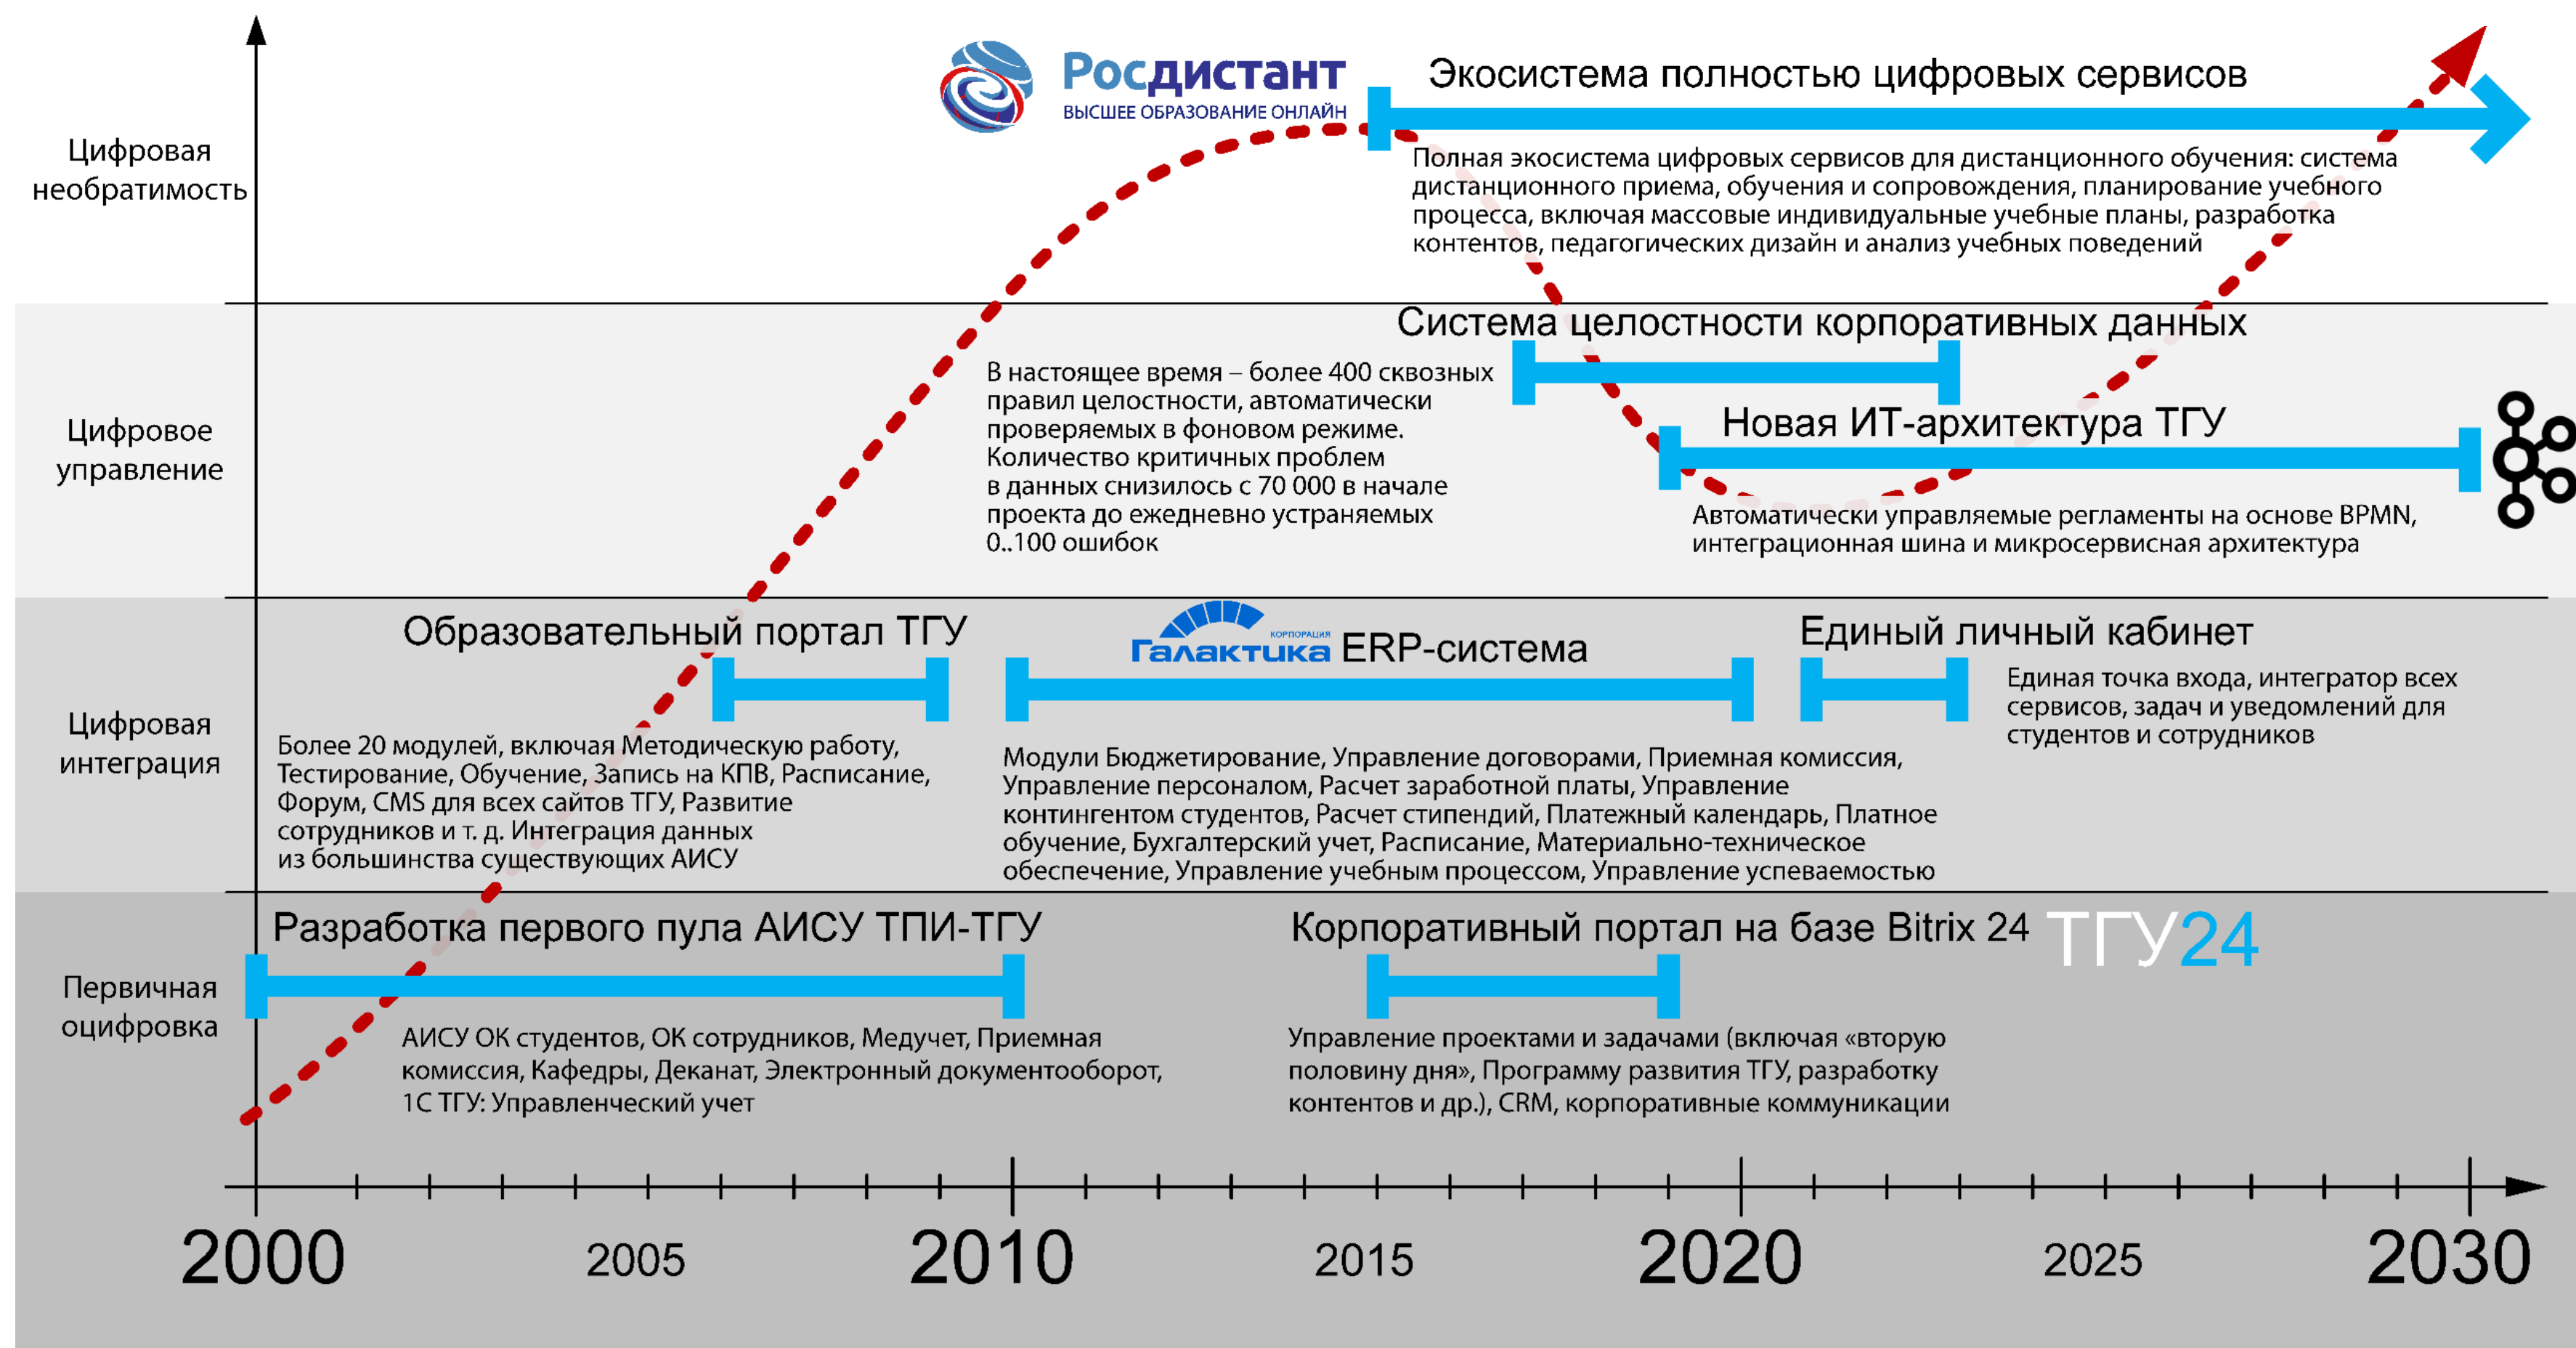 Росдистант
ВЫСШЕЕ ОБРАЗОВАНИЕ ОНЛАЙН
Экосистема полностью цифровых сервисов
Цифровая
необратимость
Полная экосистема цифровых сервисов для дистанционного обучения: система
дистанционного приема, обучения и сопровождения, планирование учебного
процесса, включая массовые индивидуальные учебные планы, разработка
контентов, педагогических дизайн и анализ учебных поведений
Система целостности корпоративных данных
Цифровое
управление
В настоящее время – более 400 сквозных
правил целостности, автоматически
проверяемых в фоновом режиме.
Количество критичных проблем
в данных снизилось с 70 000 в начале
проекта до ежедневно устраняемых
0..100 ошибок
Новая ИТ-архитектура ТГУ
Автоматически управляемые регламенты на основе BPMN,
интеграционная шина и микросервисная архитектура
Цифровая
интеграция
Образовательный портал ТГУ
Более 20 модулей, включая Методическую работу,
Тестирование, Обучение, Запись на КПВ, Расписание,
Форум, CMS для всех сайтов ТГУ, Развитие
сотрудников и т. д. Интеграция данных
из большинства существующих АИСУ
КОРПОРАЦИЯ
Галактика ERP-система
Модули Бюджетирование, Управление договорами, Приемная комиссия,
Управление персоналом, Расчет заработной платы, Управление
контингентом студентов, Расчет стипендий, Платежный календарь, Платное
обучение, Бухгалтерский учет, Расписание, Материально-техническое
обеспечение, Управление учебным процессом, Управление успеваемостью
Единый личный кабинет
Единая точка входа, интегратор всех
сервисов, задач и уведомлений для
студентов и сотрудников
Первичная
оцифровка
Разработка первого пула АИСУ ТПИ-ТГУ
АИСУ ОК студентов, ОК сотрудников, Медучет, Приемная
комиссия, Кафедры, Деканат, Электронный документооборот,
1С ТГУ: Управленческий учет
Корпоративный портал на базе Bitrix 24 ТГУ24
Управление проектами и задачами (включая «вторую
половину дня», Программу развития ТГУ, разработку
контентов и др.), CRM, корпоративные коммуникации
2000 2005 2010 2015 2020 2025 2030